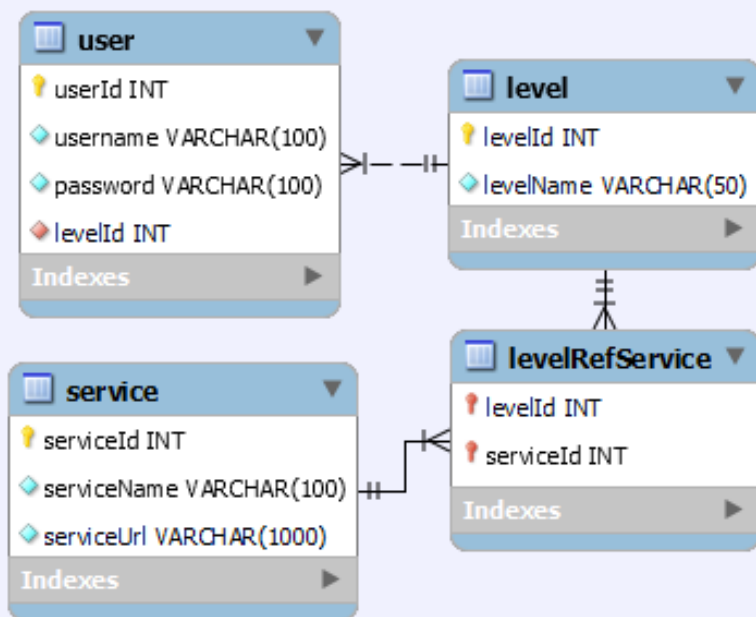 user
userId INT
username VARCHAR(100)
password VARCHAR(100)
levelId INT
Indexes
level
levelId INT
levelName VARCHAR(50)
Indexes
service
serviceId INT
serviceName VARCHAR(100)
serviceUrl VARCHAR(1000)
Indexes
levelRefService
levelId INT
serviceId INT
Indexes